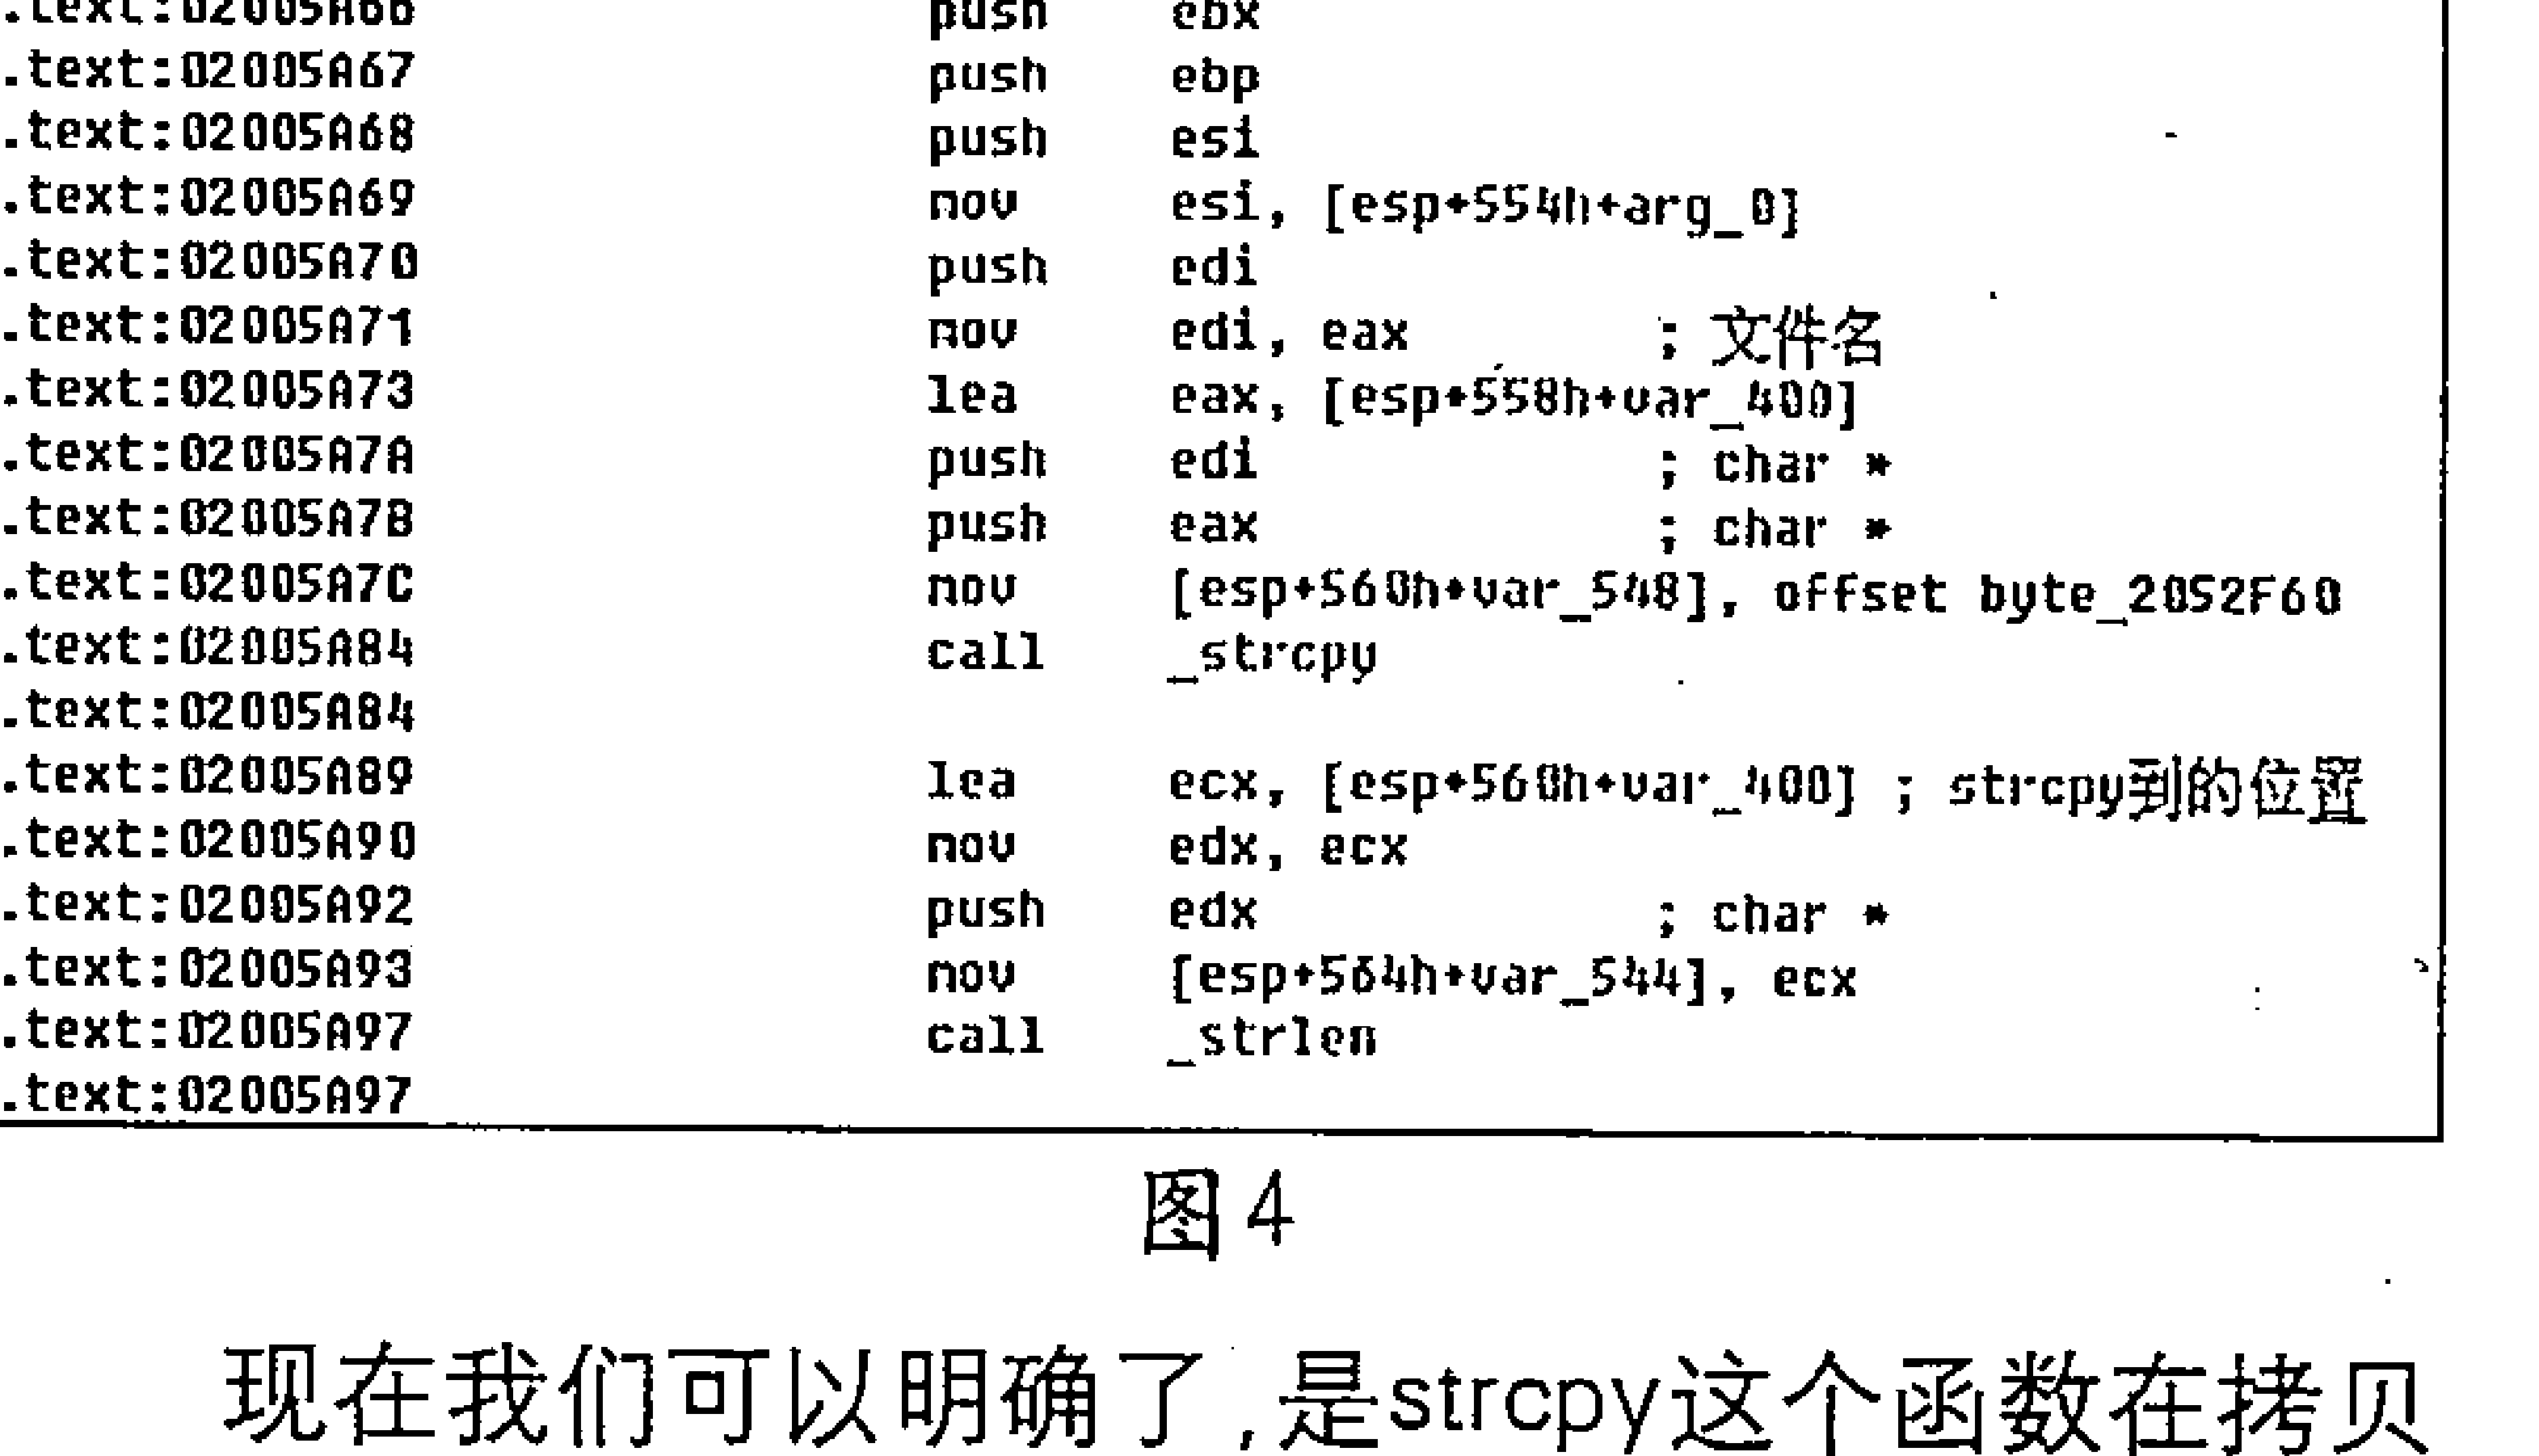 .text:02005A66 push ebx
.text:02005A67 push ebp
.text:02005A68 push esi
.text:02005A69 mov esi, [esp+554h+arg_0]
.text:02005A70 push edi
.text:02005A71 mov edi, eax ; 文件名
.text:02005A73 lea eax, [esp+558h+var_400]
.text:02005A7A push edi ; char *
.text:02005A7B push eax ; char *
.text:02005A7C mov [esp+560h+var_548], offset byte_2052F60
.text:02005A84 call _strcpy
.text:02005A84
.text:02005A89 lea ecx, [esp+560h+var_400] ; strcpy到的位置
.text:02005A90 mov edx, ecx
.text:02005A92 push edx ; char *
.text:02005A93 mov [esp+564h+var_544], ecx
.text:02005A97 call _strlen
.text:02005A97
图4
现在我们可以明确了,是strcpy这个函数在拷贝